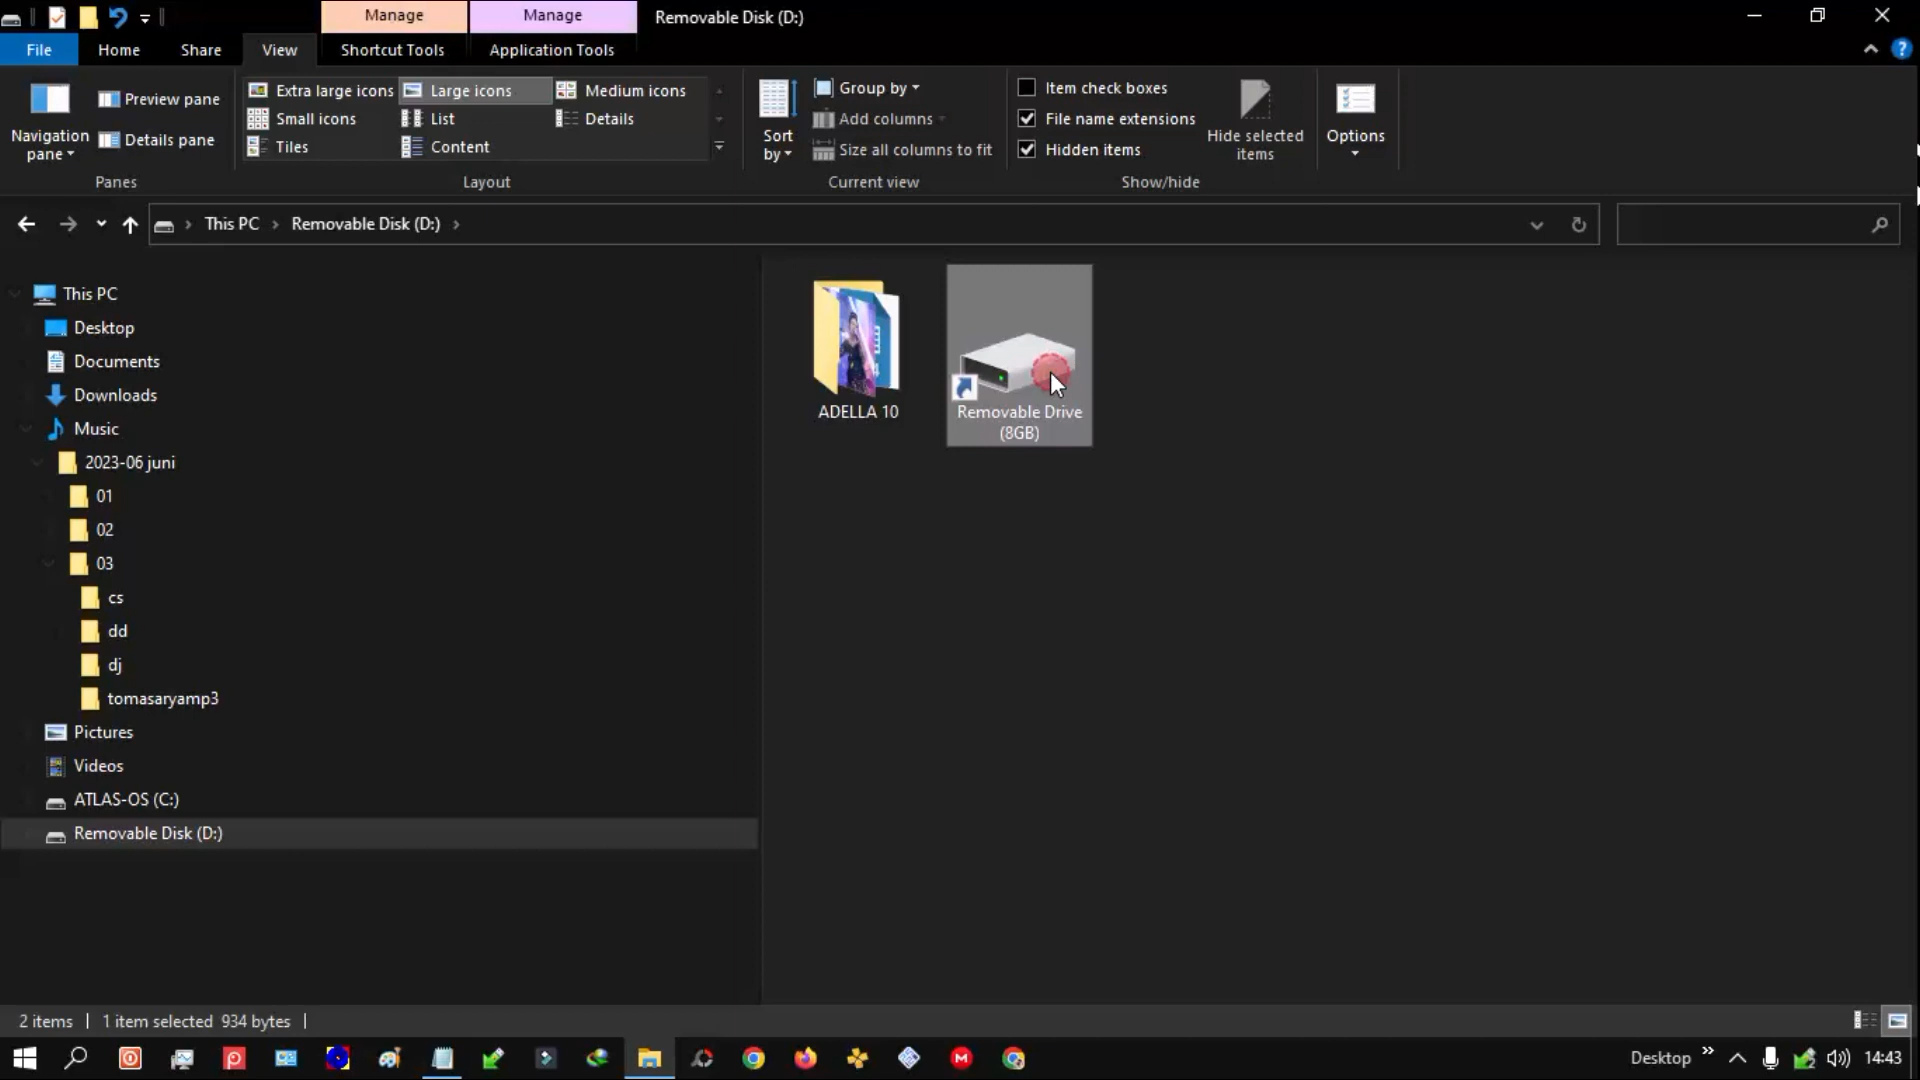 Manage
Manage
Removable Disk (D:)
File
Home
Share
View
Shortcut Tools
Application Tools
Navigation pane
Preview pane
Details pane
Panes
Extra large icons
Large icons
Medium icons
Small icons
List
Details
Tiles
Content
Layout
Sort by
Group by
Add columns
Size all columns to fit
Current view
Item check boxes
File name extensions
Hidden items
Hide selected items
Show/hide
Options
This PC
Removable Disk (D:)
This PC
Desktop
Documents
Downloads
Music
2023-06 juni
01
02
03
cs
dd
dj
tomasaryamp3
Pictures
Videos
ATLAS-OS (C:)
Removable Disk (D:)
ADELLA 10
Removable Drive
(8GB)
2 items
1 item selected 934 bytes
Desktop
14:43